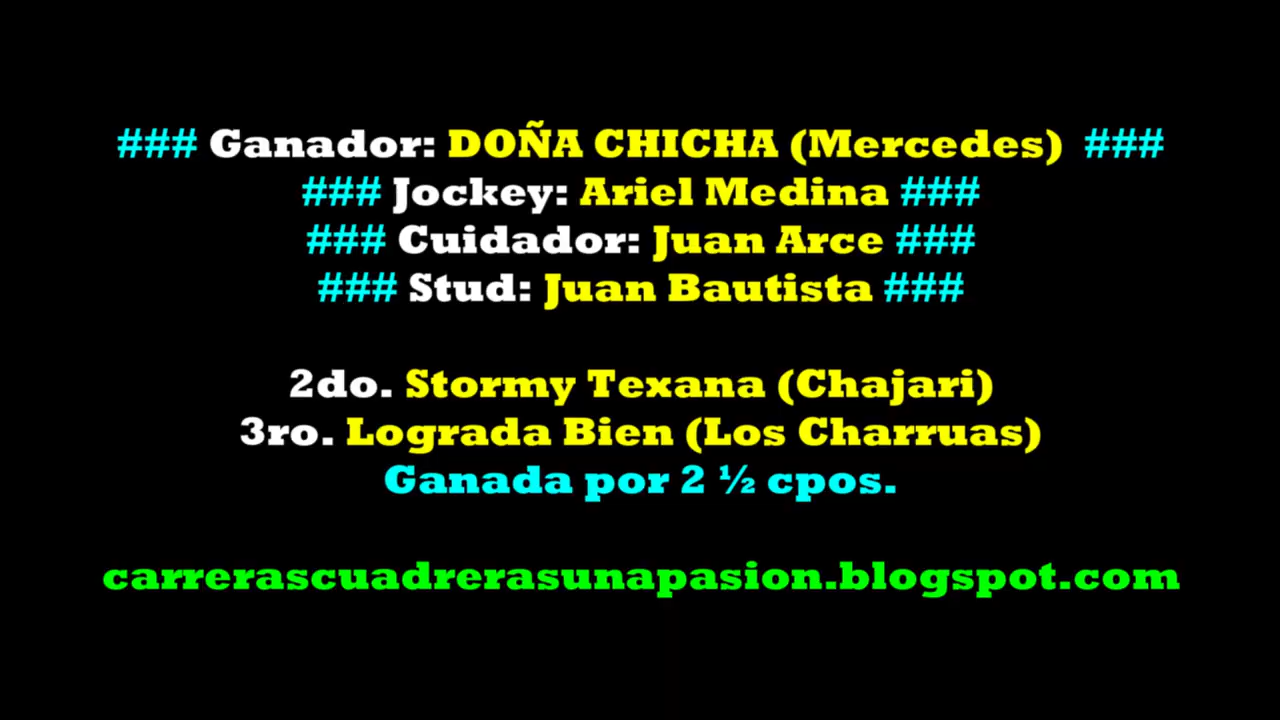 ### Ganador: DOÑA CHICHA (Mercedes) ###
### Jockey: Ariel Medina ###
### Cuidador: Juan Arce ###
### Stud: Juan Bautista ###
2do. Stormy Texana (Chajari)
3ro. Lograda Bien (Los Charruas)
Ganada por 2 ½ cpos.
carrerascuadrerasunapasion.blogspot.com